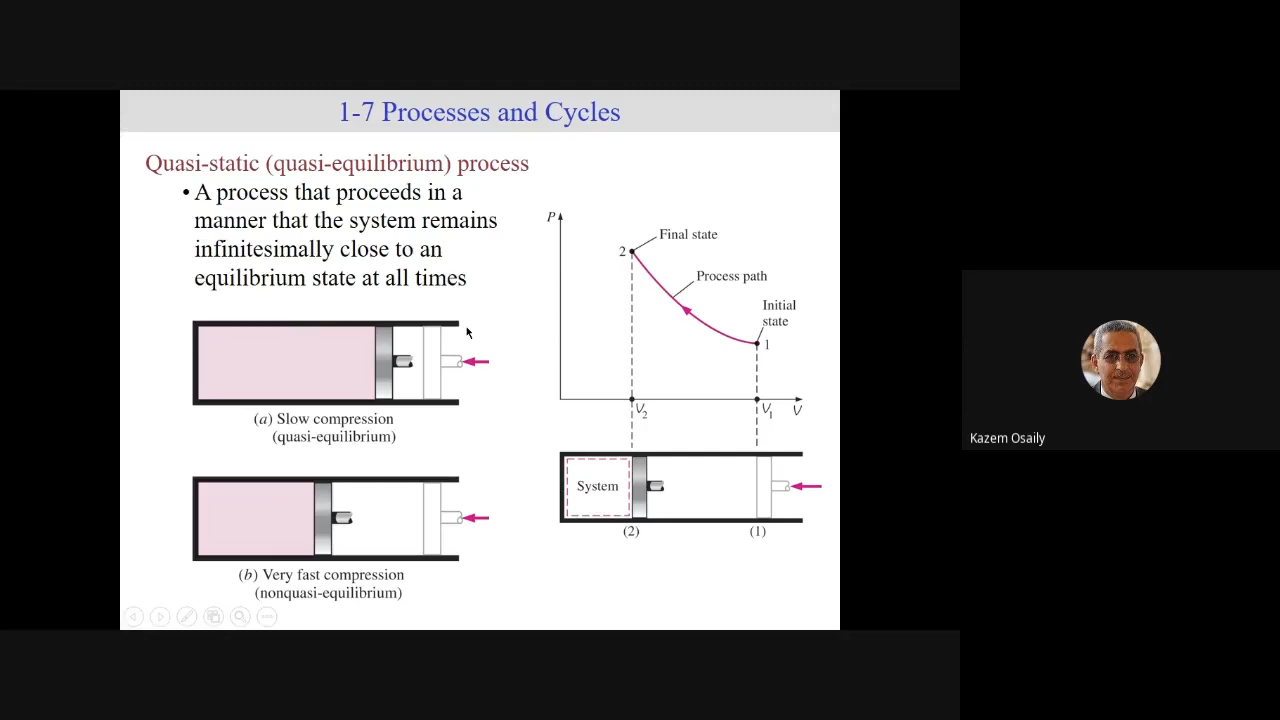 1-7 Processes and Cycles
Quasi-static (quasi-equilibrium) process
• A process that proceeds in a
manner that the system remains
infinitesimally close to an
equilibrium state at all times
(a) Slow compression
(quasi-equilibrium)
(b) Very fast compression
(nonquasi-equilibrium)
P
Final state
2
Process path
Initial
state
1
V2
V1
V
System
(2)
(1)
Kazem Osaily